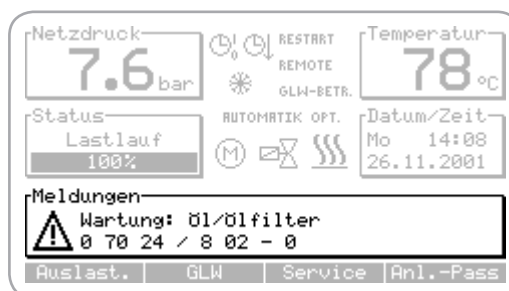 Netzdruck
7.6 bar
RESTART
REMOTE
GLW-BETR.
Temperatur
78 °C
Status
Lastlauf
100%
AUTOMATIK OPT.
M
Datum/Zeit
Mo 14:08
26.11.2001
Meldungen
Wartung: Öl/Ölfilter
0 70 24 / 8 02 - 0
Auslast. GLW Service Anl.-Pass